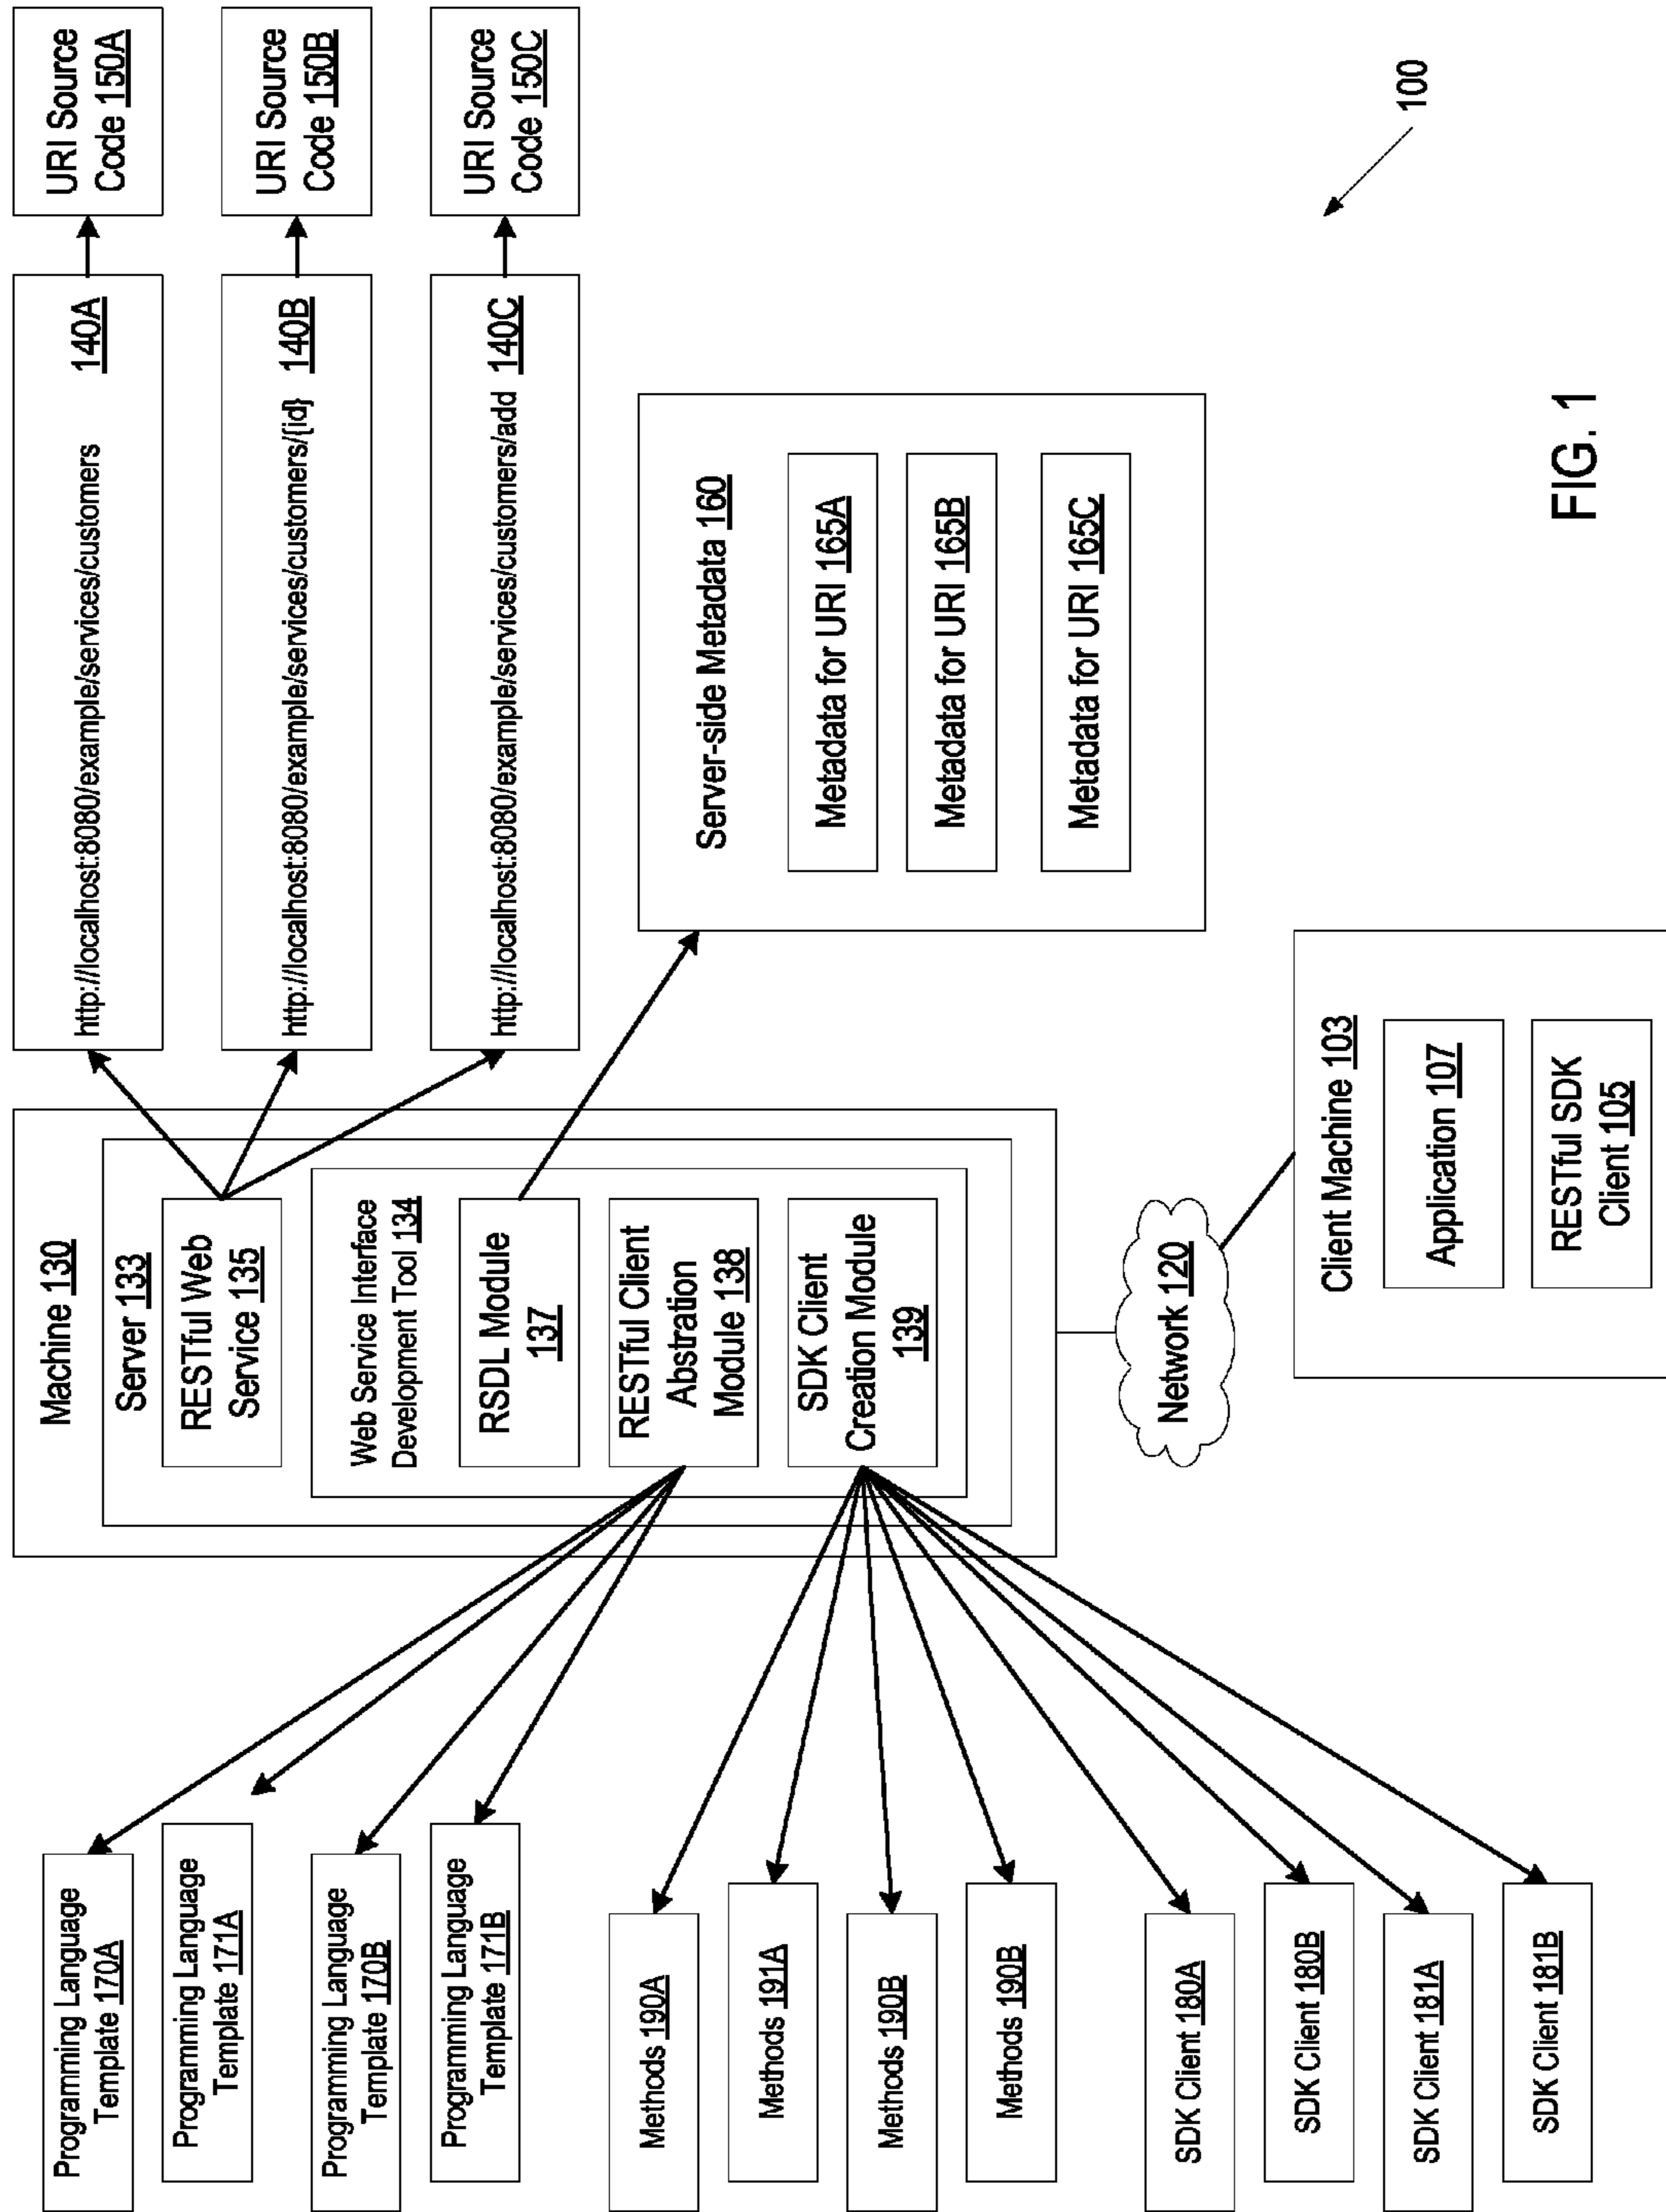 Programming Language
Template 170A
Programming Language
Template 171A
Programming Language
Template 170B
Programming Language
Template 171B
Methods 190A
Methods 191A
Methods 190B
Methods 190B
SDK Client 180A
SDK Client 180B
SDK Client 181A
SDK Client 181B
Machine 130
Server 133
RESTful Web
Service 135
Web Service Interface
Development Tool 134
RSDL Module
137
RESTful Client
Abstration
Module 138
SDK Client
Creation Module
139
Network 120
Client Machine 103
Application 107
RESTful SDK
Client 105
http://localhost:8080/example/services/customers 140A
http://localhost:8080/example/services/customers/{id} 140B
http://localhost:8080/example/services/customers/add 140C
URI Source
Code 150A
URI Source
Code 150B
URI Source
Code 150C
Server-side Metadata 160
Metadata for URI 165A
Metadata for URI 165B
Metadata for URI 165C
100
FIG. 1